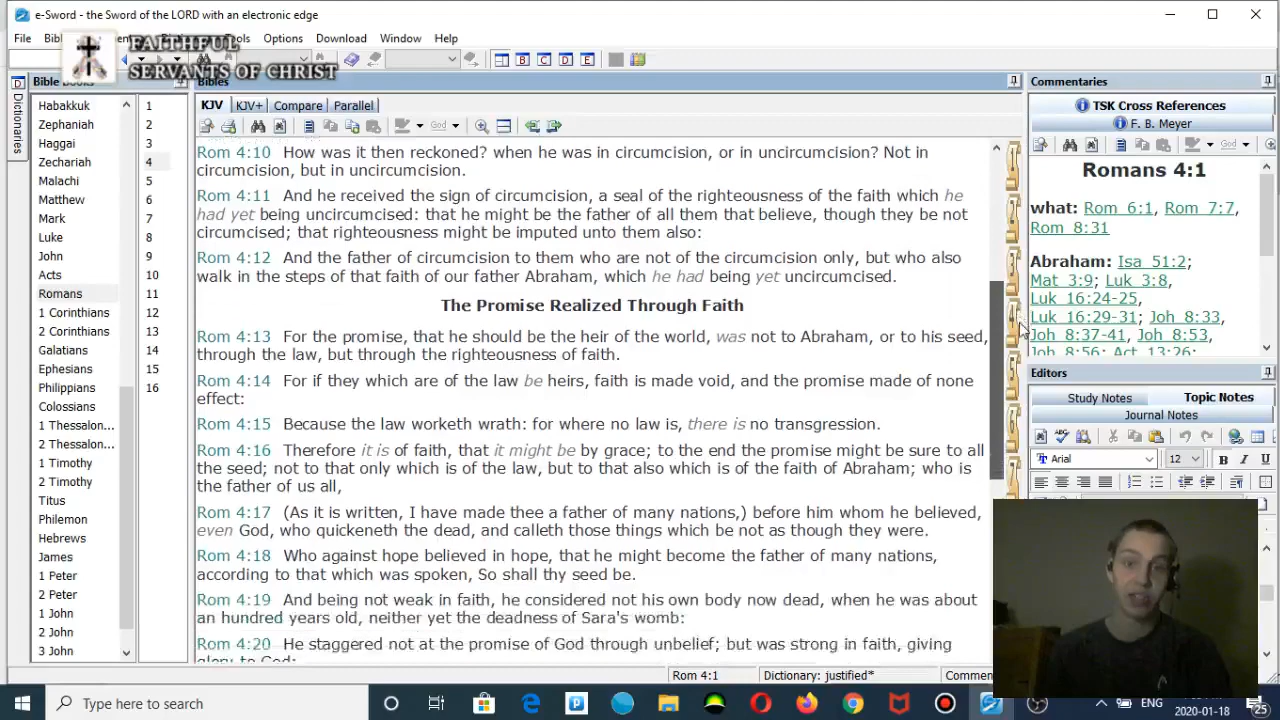 e-Sword - the Sword of the LORD with an electronic edge
File Bib Tools Options Download Window Help
FAITHFUL
SERVANTS OF CHRIST
B C D E
Dictionaries
Bible Books
Habakkuk
Zephaniah
Haggai
Zechariah
Malachi
Matthew
Mark
Luke
John
Acts
Romans
1 Corinthians
2 Corinthians
Galatians
Ephesians
Philippians
Colossians
1 Thessalon...
2 Thessalon...
1 Timothy
2 Timothy
Titus
Philemon
Hebrews
James
1 Peter
2 Peter
1 John
2 John
3 John
1
2
3
4
5
6
7
8
9
10
11
12
13
14
15
16
Bibles
KJV KJV+ Compare Parallel
God
Rom 4:10 How was it then reckoned? when he was in circumcision, or in uncircumcision? Not in
circumcision, but in uncircumcision.
Rom 4:11 And he received the sign of circumcision, a seal of the righteousness of the faith which he
had yet being uncircumcised: that he might be the father of all them that believe, though they be not
circumcised; that righteousness might be imputed unto them also:
Rom 4:12 And the father of circumcision to them who are not of the circumcision only, but who also
walk in the steps of that faith of our father Abraham, which he had being yet uncircumcised.
The Promise Realized Through Faith
Rom 4:13 For the promise, that he should be the heir of the world, was not to Abraham, or to his seed,
through the law, but through the righteousness of faith.
Rom 4:14 For if they which are of the law be heirs, faith is made void, and the promise made of none
effect:
Rom 4:15 Because the law worketh wrath: for where no law is, there is no transgression.
Rom 4:16 Therefore it is of faith, that it might be by grace; to the end the promise might be sure to all
the seed; not to that only which is of the law, but to that also which is of the faith of Abraham; who is
the father of us all,
Rom 4:17 (As it is written, I have made thee a father of many nations,) before him whom he believed,
even God, who quickeneth the dead, and calleth those things which be not as though they were.
Rom 4:18 Who against hope believed in hope, that he might become the father of many nations,
according to that which was spoken, So shall thy seed be.
Rom 4:19 And being not weak in faith, he considered not his own body now dead, when he was about
an hundred years old, neither yet the deadness of Sara's womb:
Rom 4:20 He staggered not at the promise of God through unbelief; but was strong in faith, giving
glory to God;
1
2
3
4
5
6
Commentaries
TSK Cross References
F. B. Meyer
God
Romans 4:1
what: Rom 6:1, Rom 7:7,
Rom 8:31
Abraham: Isa 51:2;
Mat 3:9; Luk 3:8,
Luk 16:24-25,
Luk 16:29-31; Joh 8:33,
Joh 8:37-41, Joh 8:53,
Joh 8:56; Act 13:26;
Editors
Study Notes Topic Notes
Journal Notes
Arial 12 B I U
Rom 4:1 Dictionary: justified* Commen
Type here to search
ENG
2020-01-18
25